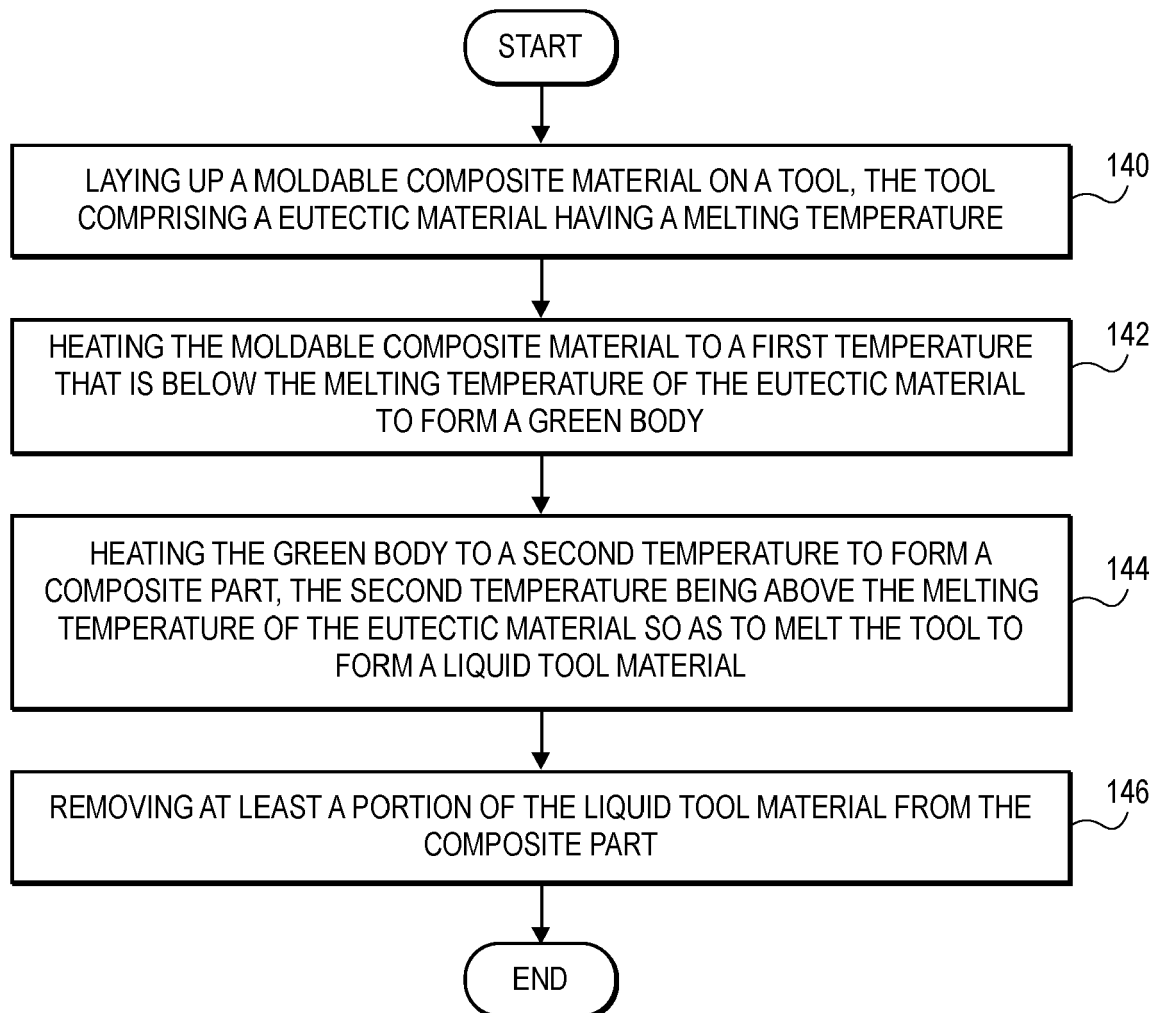 START
LAYING UP A MOLDABLE COMPOSITE MATERIAL ON A TOOL, THE TOOL
COMPRISING A EUTECTIC MATERIAL HAVING A MELTING TEMPERATURE
140
HEATING THE MOLDABLE COMPOSITE MATERIAL TO A FIRST TEMPERATURE
THAT IS BELOW THE MELTING TEMPERATURE OF THE EUTECTIC MATERIAL
TO FORM A GREEN BODY
142
HEATING THE GREEN BODY TO A SECOND TEMPERATURE TO FORM A
COMPOSITE PART, THE SECOND TEMPERATURE BEING ABOVE THE MELTING
TEMPERATURE OF THE EUTECTIC MATERIAL SO AS TO MELT THE TOOL TO
FORM A LIQUID TOOL MATERIAL
144
REMOVING AT LEAST A PORTION OF THE LIQUID TOOL MATERIAL FROM THE
COMPOSITE PART
146
END